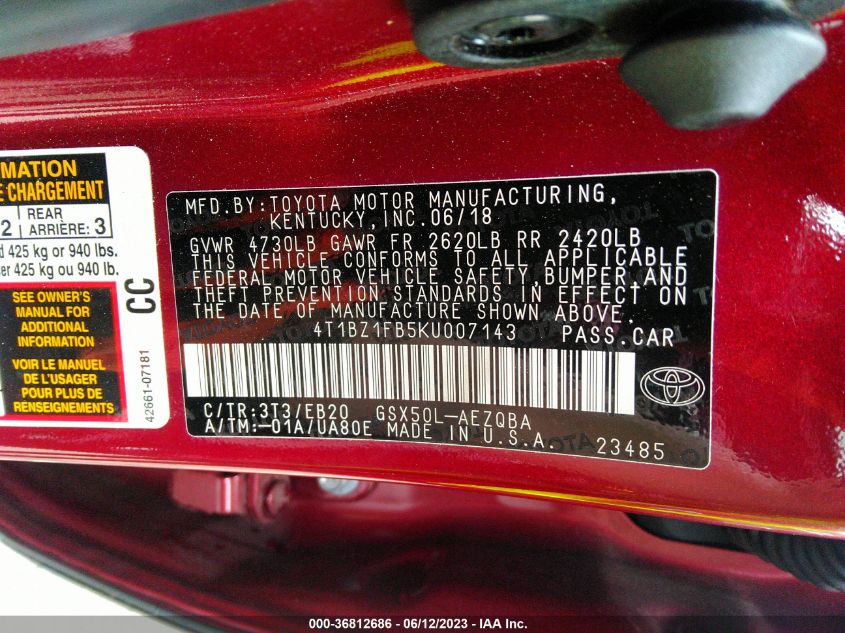 MATION
E CHARGEMENT
2 REAR ARRIÈRE: 3
d 425 kg or 940 lbs.
ser 425 kg ou 940 lb.
SEE OWNER'S
MANUAL FOR
ADDITIONAL
INFORMATION
VOIR LE MANUEL
DE L'USAGER
POUR PLUS DE
RENSEIGNEMENTS
CC
42661-07181
MFD.BY:TOYOTA MOTOR MANUFACTURING,
KENTUCKY,INC.06/18
GVWR 4730LB GAWR FR 2620LB RR 2420LB
THIS VEHICLE CONFORMS TO ALL APPLICABLE
FEDERAL MOTOR VEHICLE SAFETY,BUMPER,AND
THEFT PREVENTION STANDARDS IN EFFECT ON
THE DATE OF MANUFACTURE SHOWN ABOVE.
4T1BZ1FB5KU007143 PASS.CAR
C/TR:3T3/EB20 GSX50L-AEZQBA
A/TM:-01A/UA80E MADE IN U.S.A. 23485
000-36812686 - 06/12/2023 - IAA Inc.